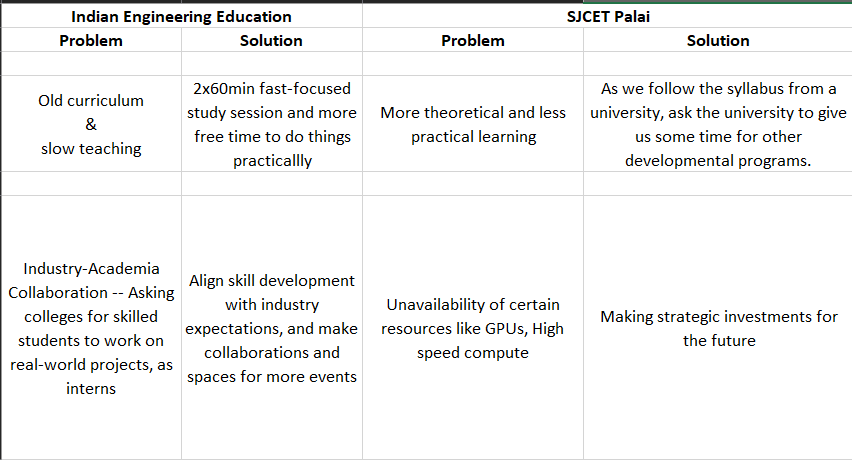 Indian Engineering Education
SJCET Palai
Problem
Solution
Problem
Solution
Old curriculum
&
slow teaching
2x60min fast-focused
study session and more
free time to do things
practicallly
More theoretical and less
practical learning
As we follow the syllabus from a
university, ask the university to give
us some time for other
developmental programs.
Industry-Academia
Collaboration -- Asking
colleges for skilled
students to work on
real-world projects, as
interns
Align skill development
with industry
expectations, and make
collaborations and
spaces for more events
Unavailability of certain
resources like GPUs, High
speed compute
Making strategic investments for
the future